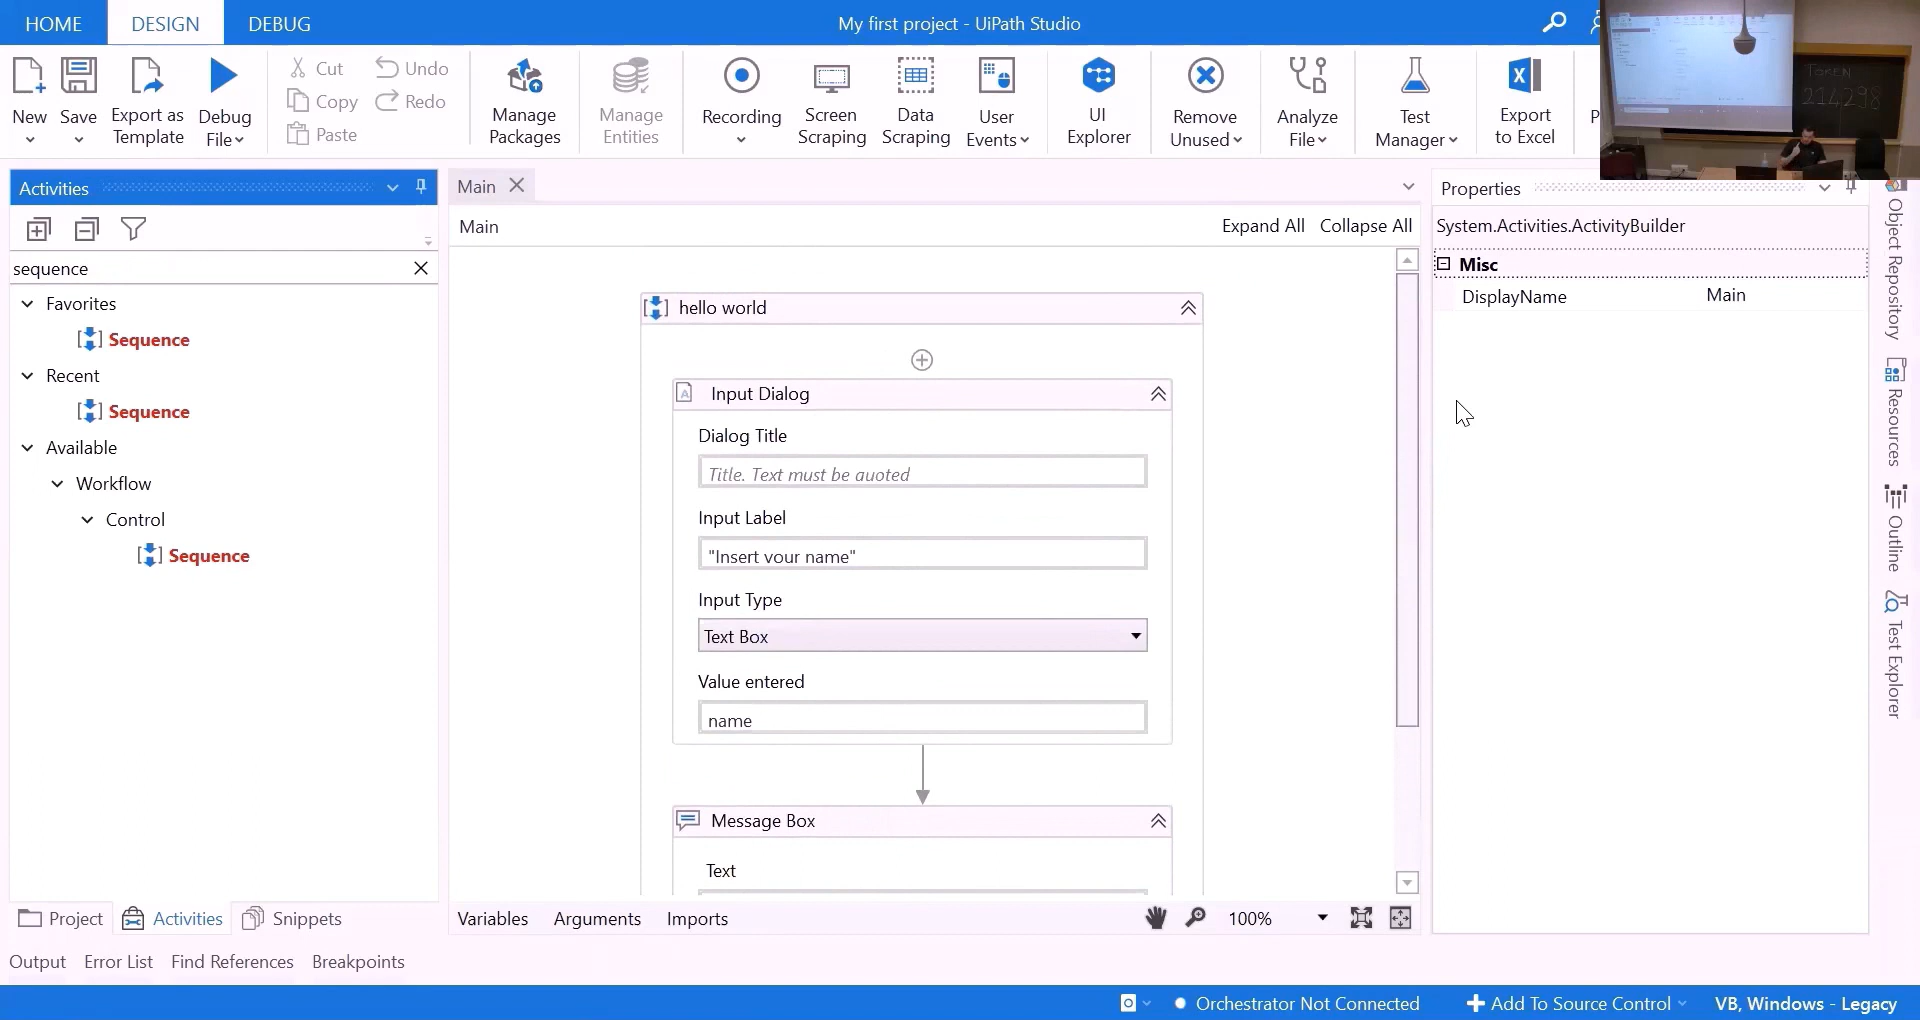 HOME DESIGN DEBUG
My first project - UiPath Studio
New
Save
Export as
Template
Debug
File
Cut
Copy
Paste
Undo
Redo
Manage
Packages
Manage
Entities
Recording
Screen
Scraping
Data
Scraping
User
Events
UI
Explorer
Remove
Unused
Analyze
File
Test
Manager
Export
to Excel
P
TOKEN
214298
Activities
sequence
Favorites
Sequence
Recent
Sequence
Available
Workflow
Control
Sequence
Project Activities Snippets
Main
Main
Expand All Collapse All
hello world
Input Dialog
Dialog Title
Title. Text must be quoted
Input Label
"Insert your name"
Input Type
Text Box
Value entered
name
Message Box
Text
Variables Arguments Imports
100%
Properties
System.Activities.ActivityBuilder
Misc
DisplayName Main
Object Repository
Resources
Outline
Test Explorer
Output Error List Find References Breakpoints
Orchestrator Not Connected
Add To Source Control
VB, Windows - Legacy